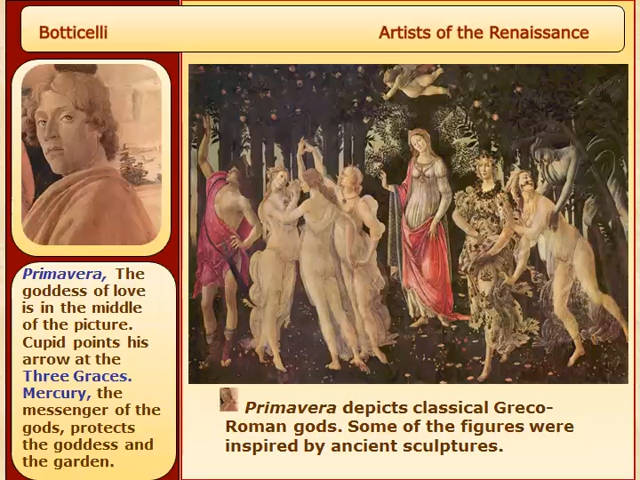 Botticelli
Artists of the Renaissance
Primavera, The
goddess of love
is in the middle
of the picture.
Cupid points his
arrow at the
Three Graces.
Mercury, the
messenger of the
gods, protects
the goddess and
the garden.
Primavera depicts classical Greco-
Roman gods. Some of the figures were
inspired by ancient sculptures.